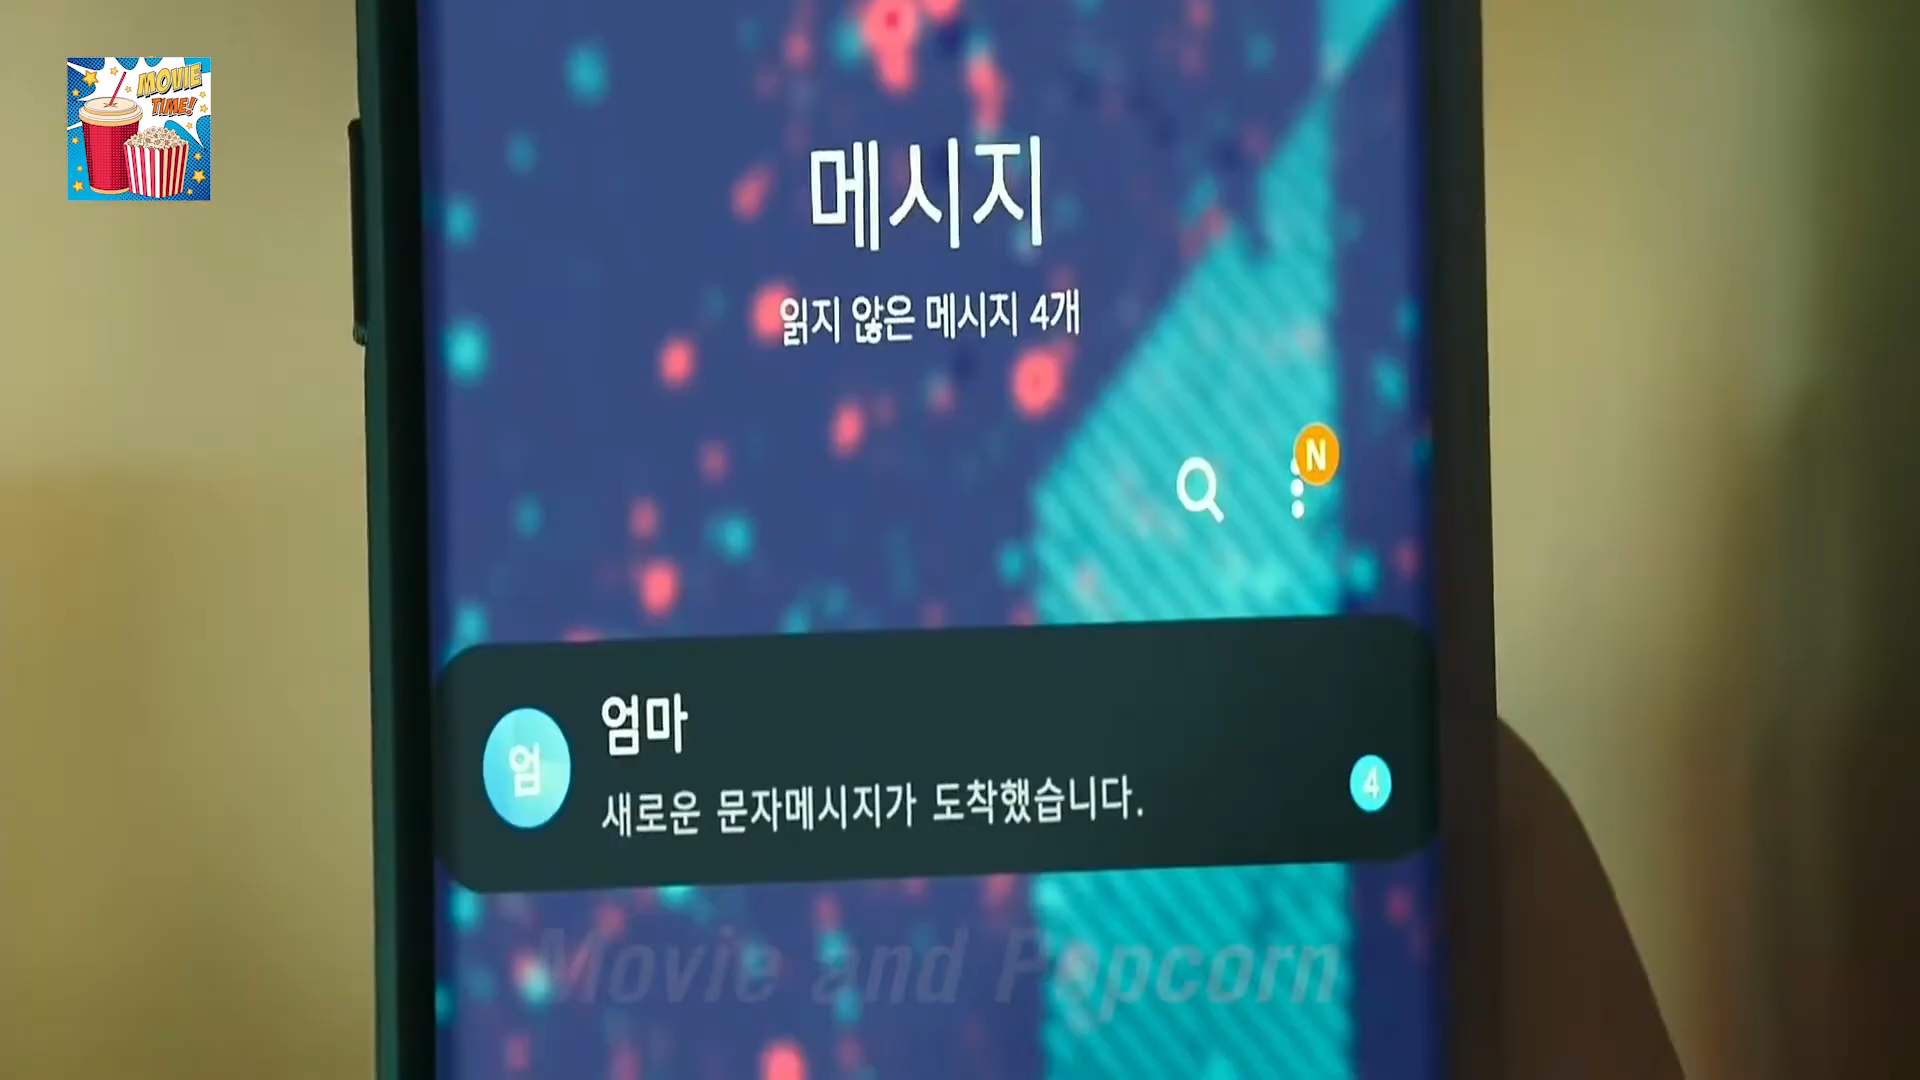 MOVIE
TIME!
메시지
읽지 않은 메시지 4개
N
엄마
엄
새로운 문자메시지가 도착했습니다.
4
Movie and Popcorn